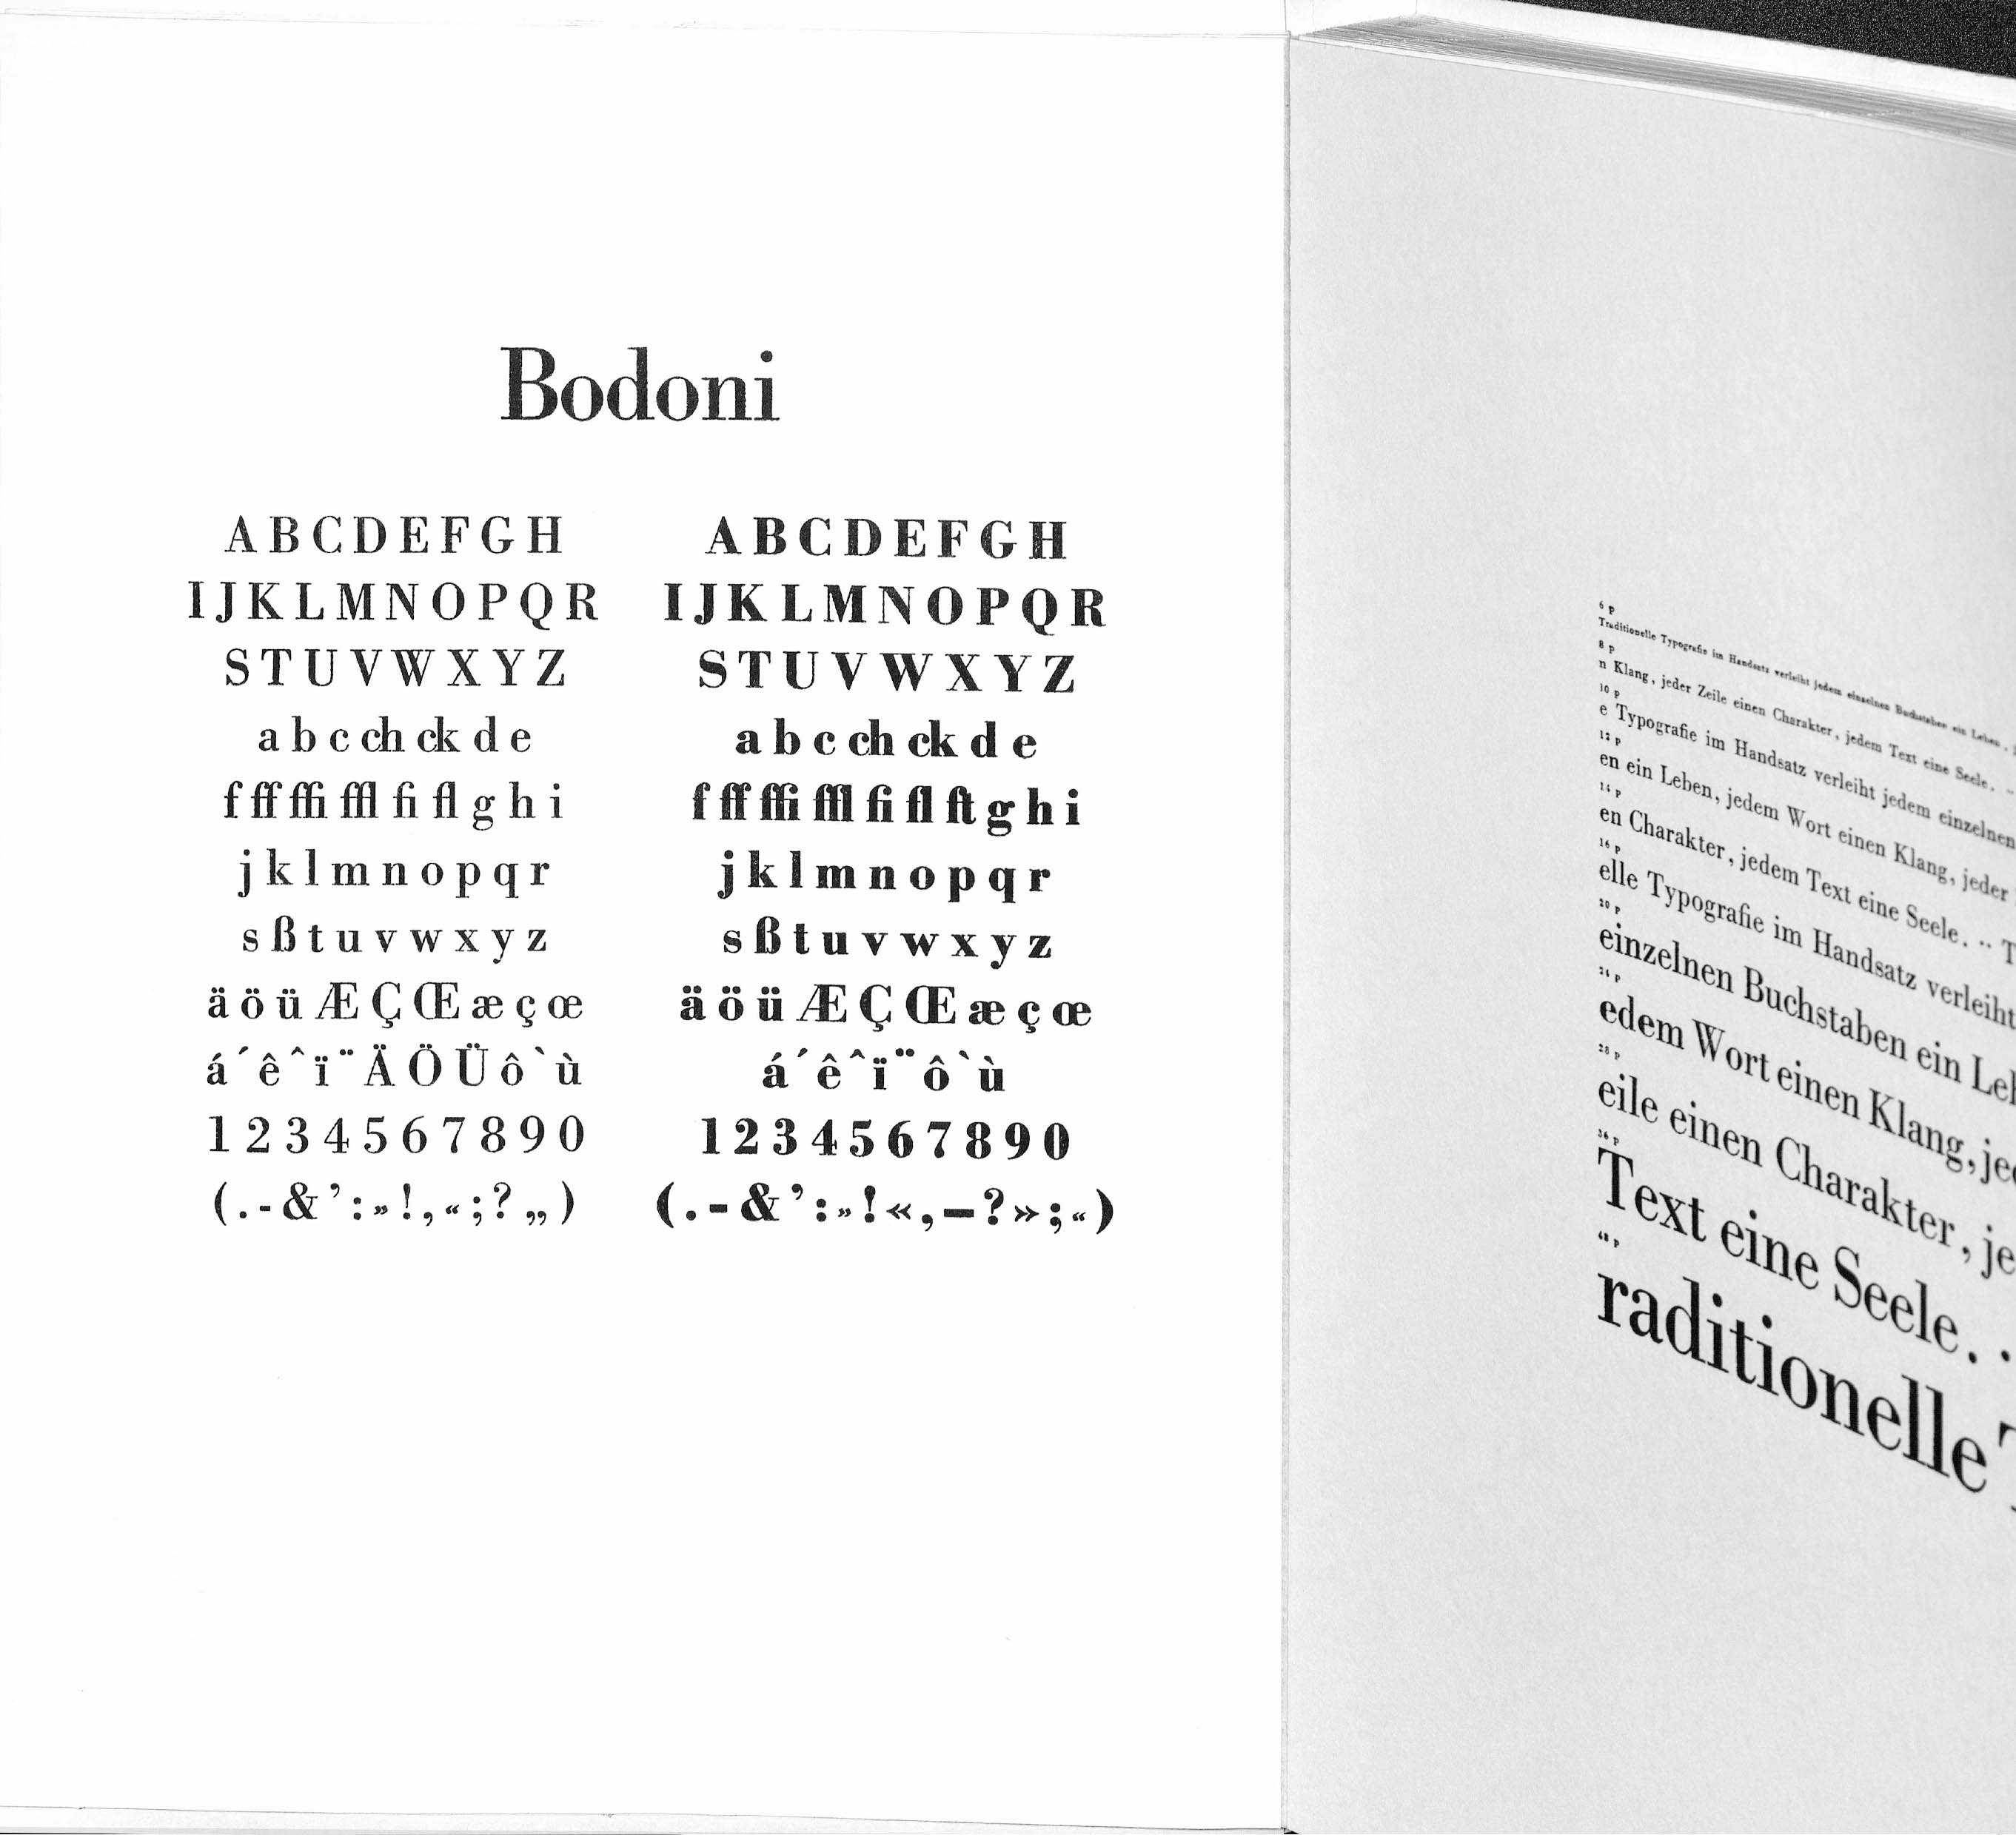 Bodoni
A B C D E F G H
I J K L M N O P Q R
S T U V W X Y Z
a b c ch ck d e
f ff ffi ffl fi fl g h i
j k l m n o p q r
s ß t u v w x y z
ä ö ü Æ Ç Œ æ ç œ
á ´ ê ˆ ï ¨ Ä Ö Ü ô ` ù
1 2 3 4 5 6 7 8 9 0
( . - & ’ : » ! , « ; ? „ )
A B C D E F G H
I J K L M N O P Q R
S T U V W X Y Z
a b c ch ck d e
f ff ffi ffl fi fl ft g h i
j k l m n o p q r
s ß t u v w x y z
ä ö ü Æ Ç Œ æ ç œ
á ´ ê ˆ ï ¨ ô ` ù
1 2 3 4 5 6 7 8 9 0
( . - & ’ : » ! « , – ? » ; « )
6 p
Traditionelle Typografie im Handsatz verleiht jedem einzelnen Buchstaben ein Leben,
8 p
n Klang, jeder Zeile einen Charakter, jedem Text eine Seele. ··
10 p
e Typografie im Handsatz verleiht jedem einzelnen
12 p
en ein Leben, jedem Wort einen Klang, jeder
14 p
en Charakter, jedem Text eine Seele. ·· T
16 p
elle Typografie im Handsatz verleiht
20 p
einzelnen Buchstaben ein Leb
24 p
edem Wort einen Klang, jed
28 p
eile einen Charakter, je
36 p
Text eine Seele. ·
48 p
raditionelle T